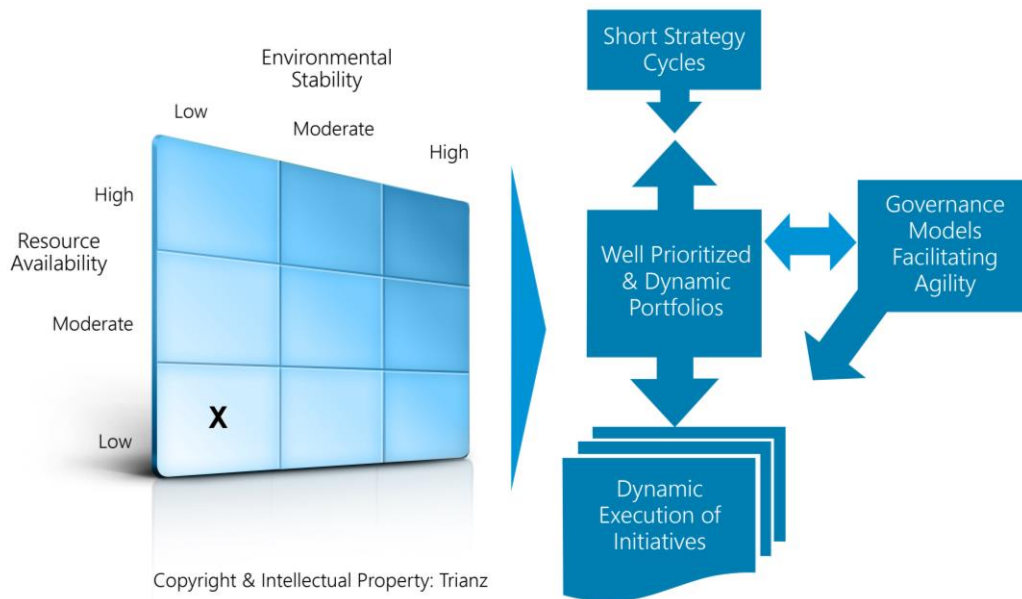 Environmental
Stability
Low
Moderate
High
High
Resource
Availability
Moderate
Low
X
Copyright & Intellectual Property: Trianz
Short Strategy
Cycles
Well Prioritized
& Dynamic
Portfolios
Governance
Models
Facilitating
Agility
Dynamic
Execution of
Initiatives